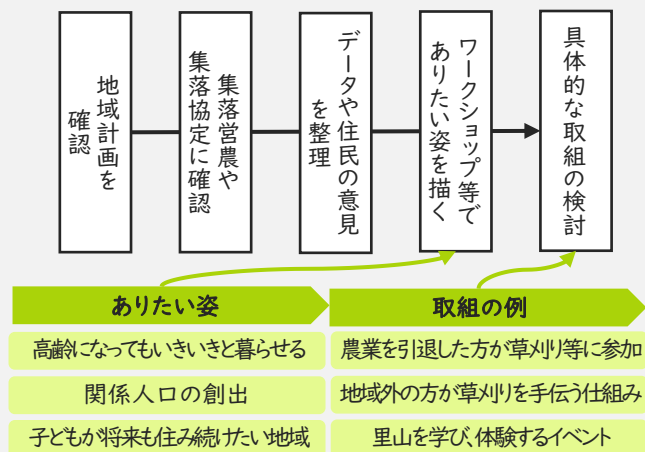 地域計画を
確認
集落営農や
集落協定に確認
データや住民の意見
を整理
ワークショップ等で
ありたい姿を描く
具体的な取組の検討
ありたい姿
取組の例
高齢になってもいきいきと暮らせる
農業を引退した方が草刈り等に参加
関係人口の創出
地域外の方が草刈りを手伝う仕組み
子どもが将来も住み続けたい地域
里山を学び、体験するイベント